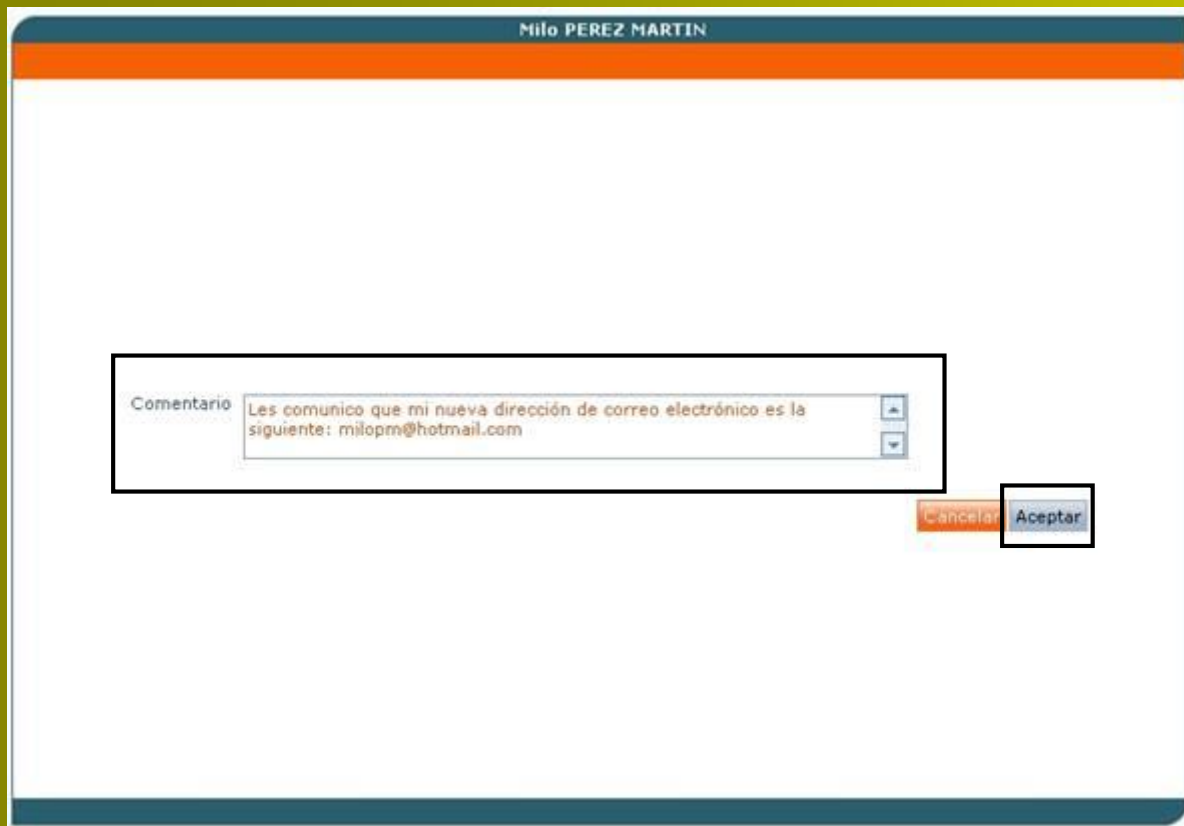 Milo PEREZ MARTIN
Comentario
Les comunico que mi nueva dirección de correo electrónico es la
siguiente: milopm@hotmail.com
Cancelar Aceptar